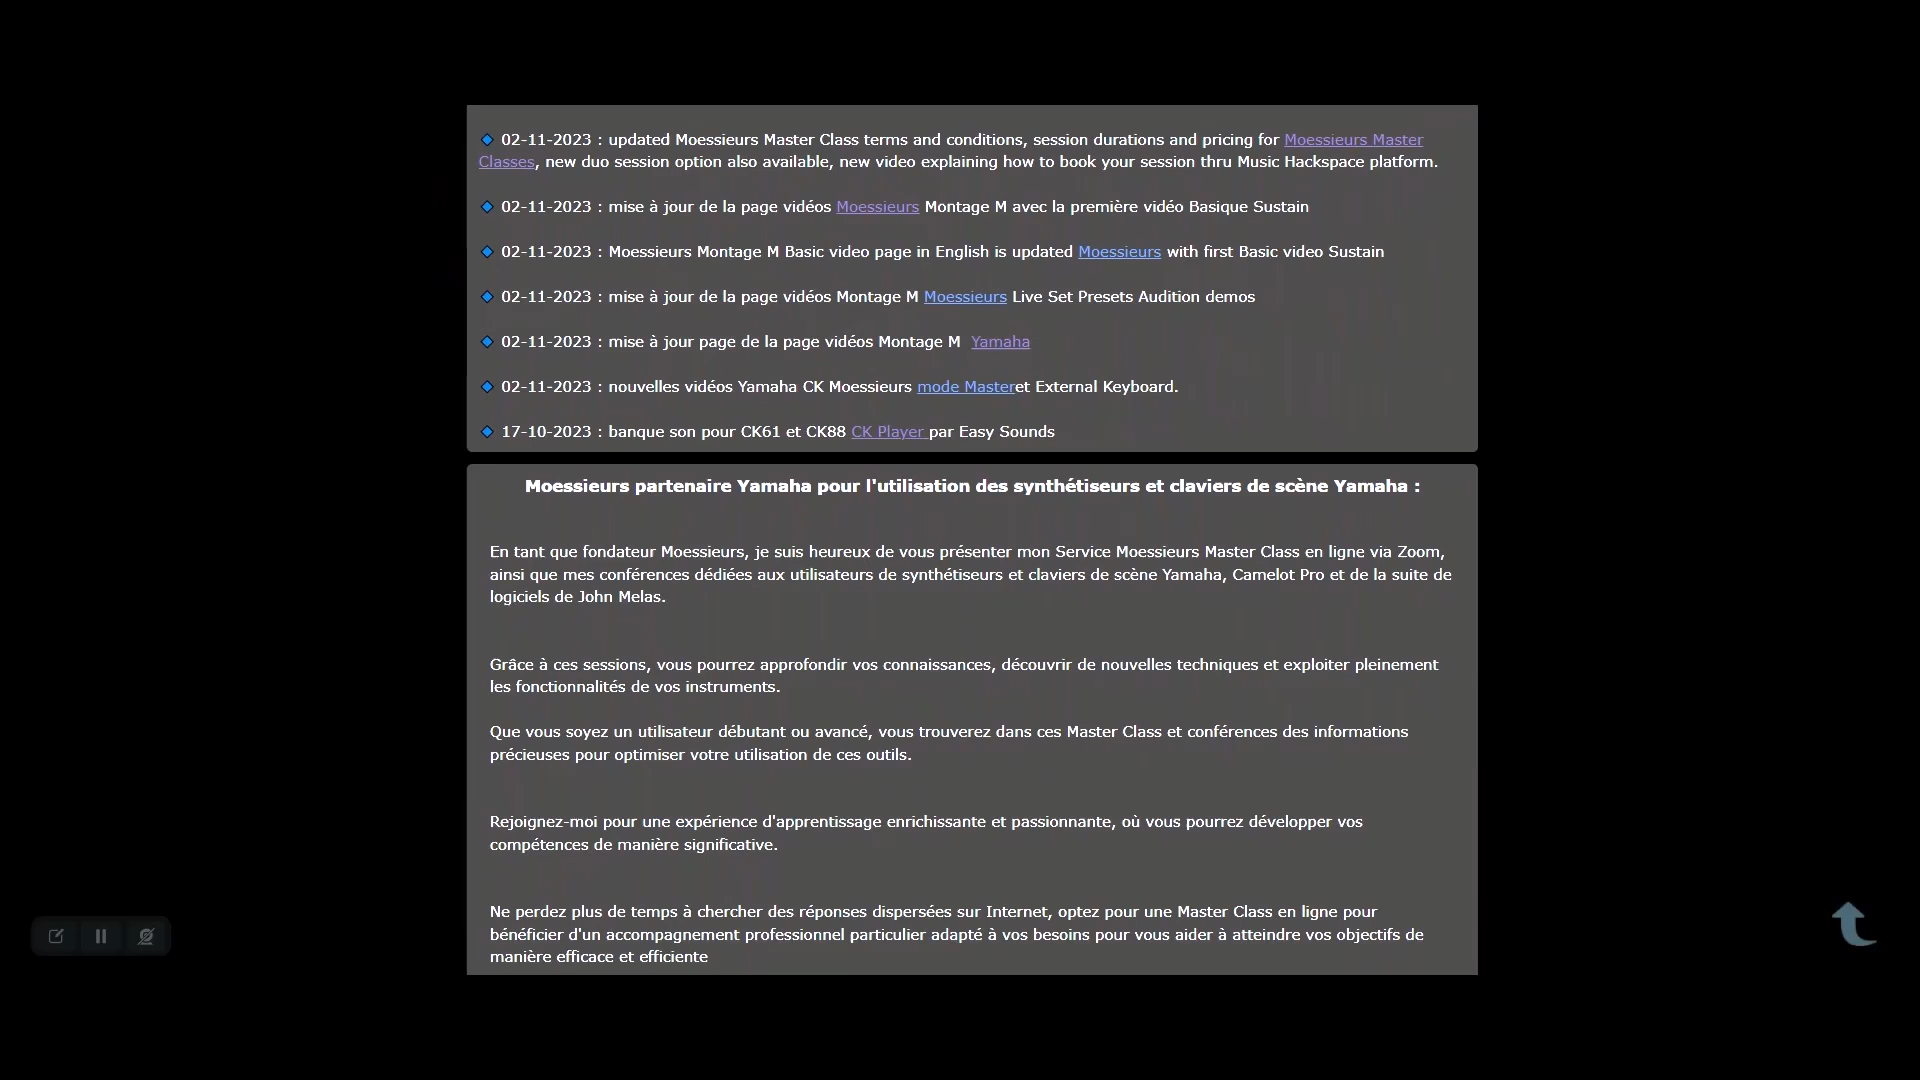 02-11-2023 : updated Moessieurs Master Class terms and conditions, session durations and pricing for Moessieurs Master
Classes, new duo session option also available, new video explaining how to book your session thru Music Hackspace platform.
02-11-2023 : mise à jour de la page vidéos Moessieurs Montage M avec la première vidéo Basique Sustain
02-11-2023 : Moessieurs Montage M Basic video page in English is updated Moessieurs with first Basic video Sustain
02-11-2023 : mise à jour de la page vidéos Montage M Moessieurs Live Set Presets Audition demos
02-11-2023 : mise à jour page de la page vidéos Montage M Yamaha
02-11-2023 : nouvelles vidéos Yamaha CK Moessieurs mode Masteret External Keyboard.
17-10-2023 : banque son pour CK61 et CK88 CK Player par Easy Sounds
Moessieurs partenaire Yamaha pour l'utilisation des synthétiseurs et claviers de scène Yamaha :
En tant que fondateur Moessieurs, je suis heureux de vous présenter mon Service Moessieurs Master Class en ligne via Zoom,
ainsi que mes conférences dédiées aux utilisateurs de synthétiseurs et claviers de scène Yamaha, Camelot Pro et de la suite de
logiciels de John Melas.
Grâce à ces sessions, vous pourrez approfondir vos connaissances, découvrir de nouvelles techniques et exploiter pleinement
les fonctionnalités de vos instruments.
Que vous soyez un utilisateur débutant ou avancé, vous trouverez dans ces Master Class et conférences des informations
précieuses pour optimiser votre utilisation de ces outils.
Rejoignez-moi pour une expérience d'apprentissage enrichissante et passionnante, où vous pourrez développer vos
compétences de manière significative.
Ne perdez plus de temps à chercher des réponses dispersées sur Internet, optez pour une Master Class en ligne pour
bénéficier d'un accompagnement professionnel particulier adapté à vos besoins pour vous aider à atteindre vos objectifs de
manière efficace et efficiente